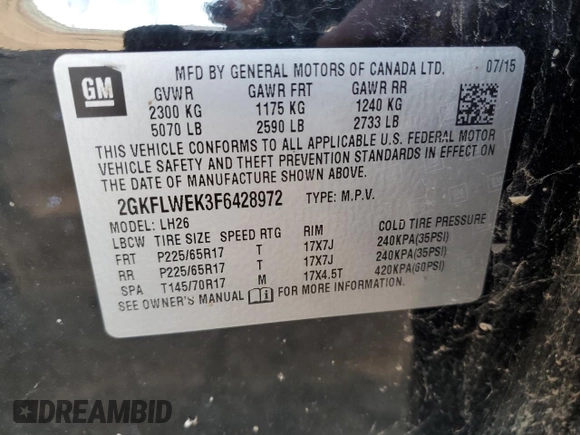 GM
MFD BY GENERAL MOTORS OF CANADA LTD. 07/15
GVWR GAWR FRT GAWR RR
2300 KG 1175 KG 1240 KG
5070 LB 2590 LB 2733 LB
THIS VEHICLE CONFORMS TO ALL APPLICABLE U.S. FEDERAL MOTOR
VEHICLE SAFETY AND THEFT PREVENTION STANDARDS IN EFFECT ON
THE DATE OF MANUFACTURE SHOWN ABOVE.
2GKFLWEK3F6428972 TYPE: M.P.V.
MODEL: LH26
LBCW TIRE SIZE SPEED RTG RIM COLD TIRE PRESSURE
FRT P225/65R17 T 17X7J 240KPA(35PSI)
RR P225/65R17 T 17X7J 240KPA(35PSI)
SPA T145/70R17 M 17X4.5T 420KPA(60PSI)
SEE OWNER'S MANUAL FOR MORE INFORMATION.
DREAMBID